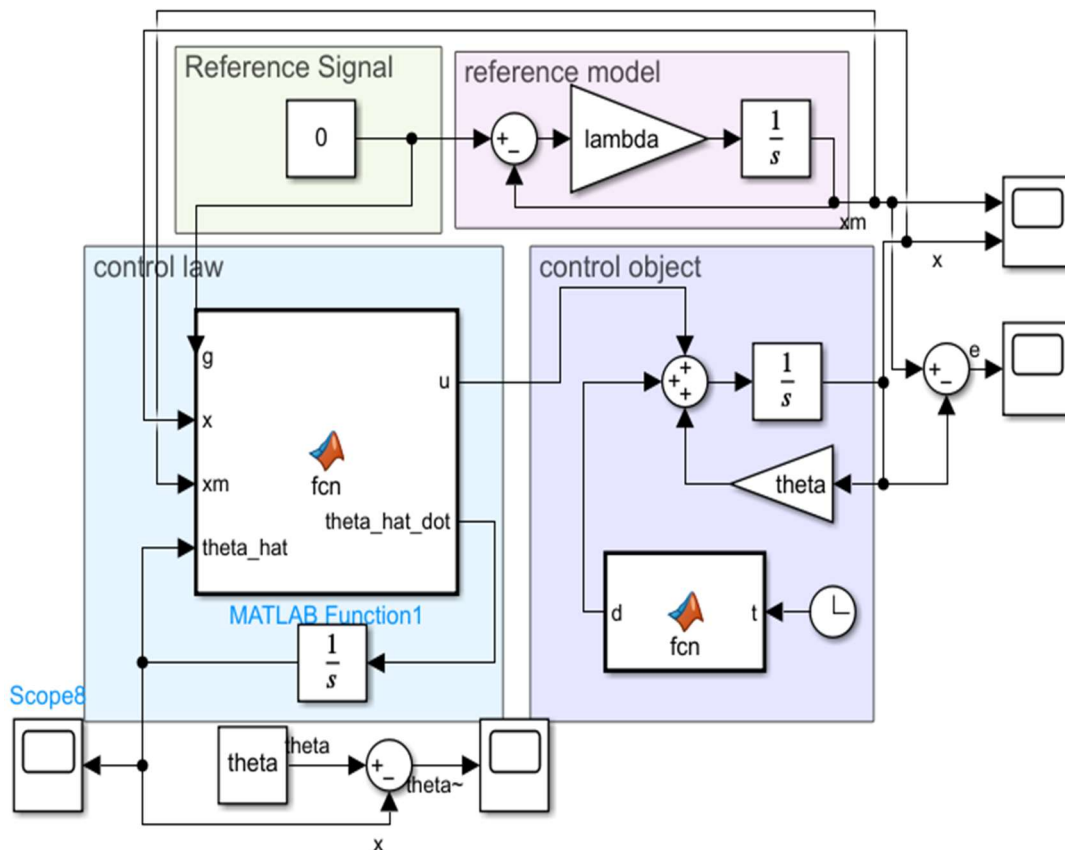 Reference Signal
reference model
0
+
−
lambda
1
s
xm
x
control law
control object
g
x
xm
theta_hat
u
theta_hat_dot
fcn
MATLAB Function1
1
s
+
+
+
1
s
theta
+
−
e
d
fcn
t
Scope8
theta
theta
+
−
theta~
x